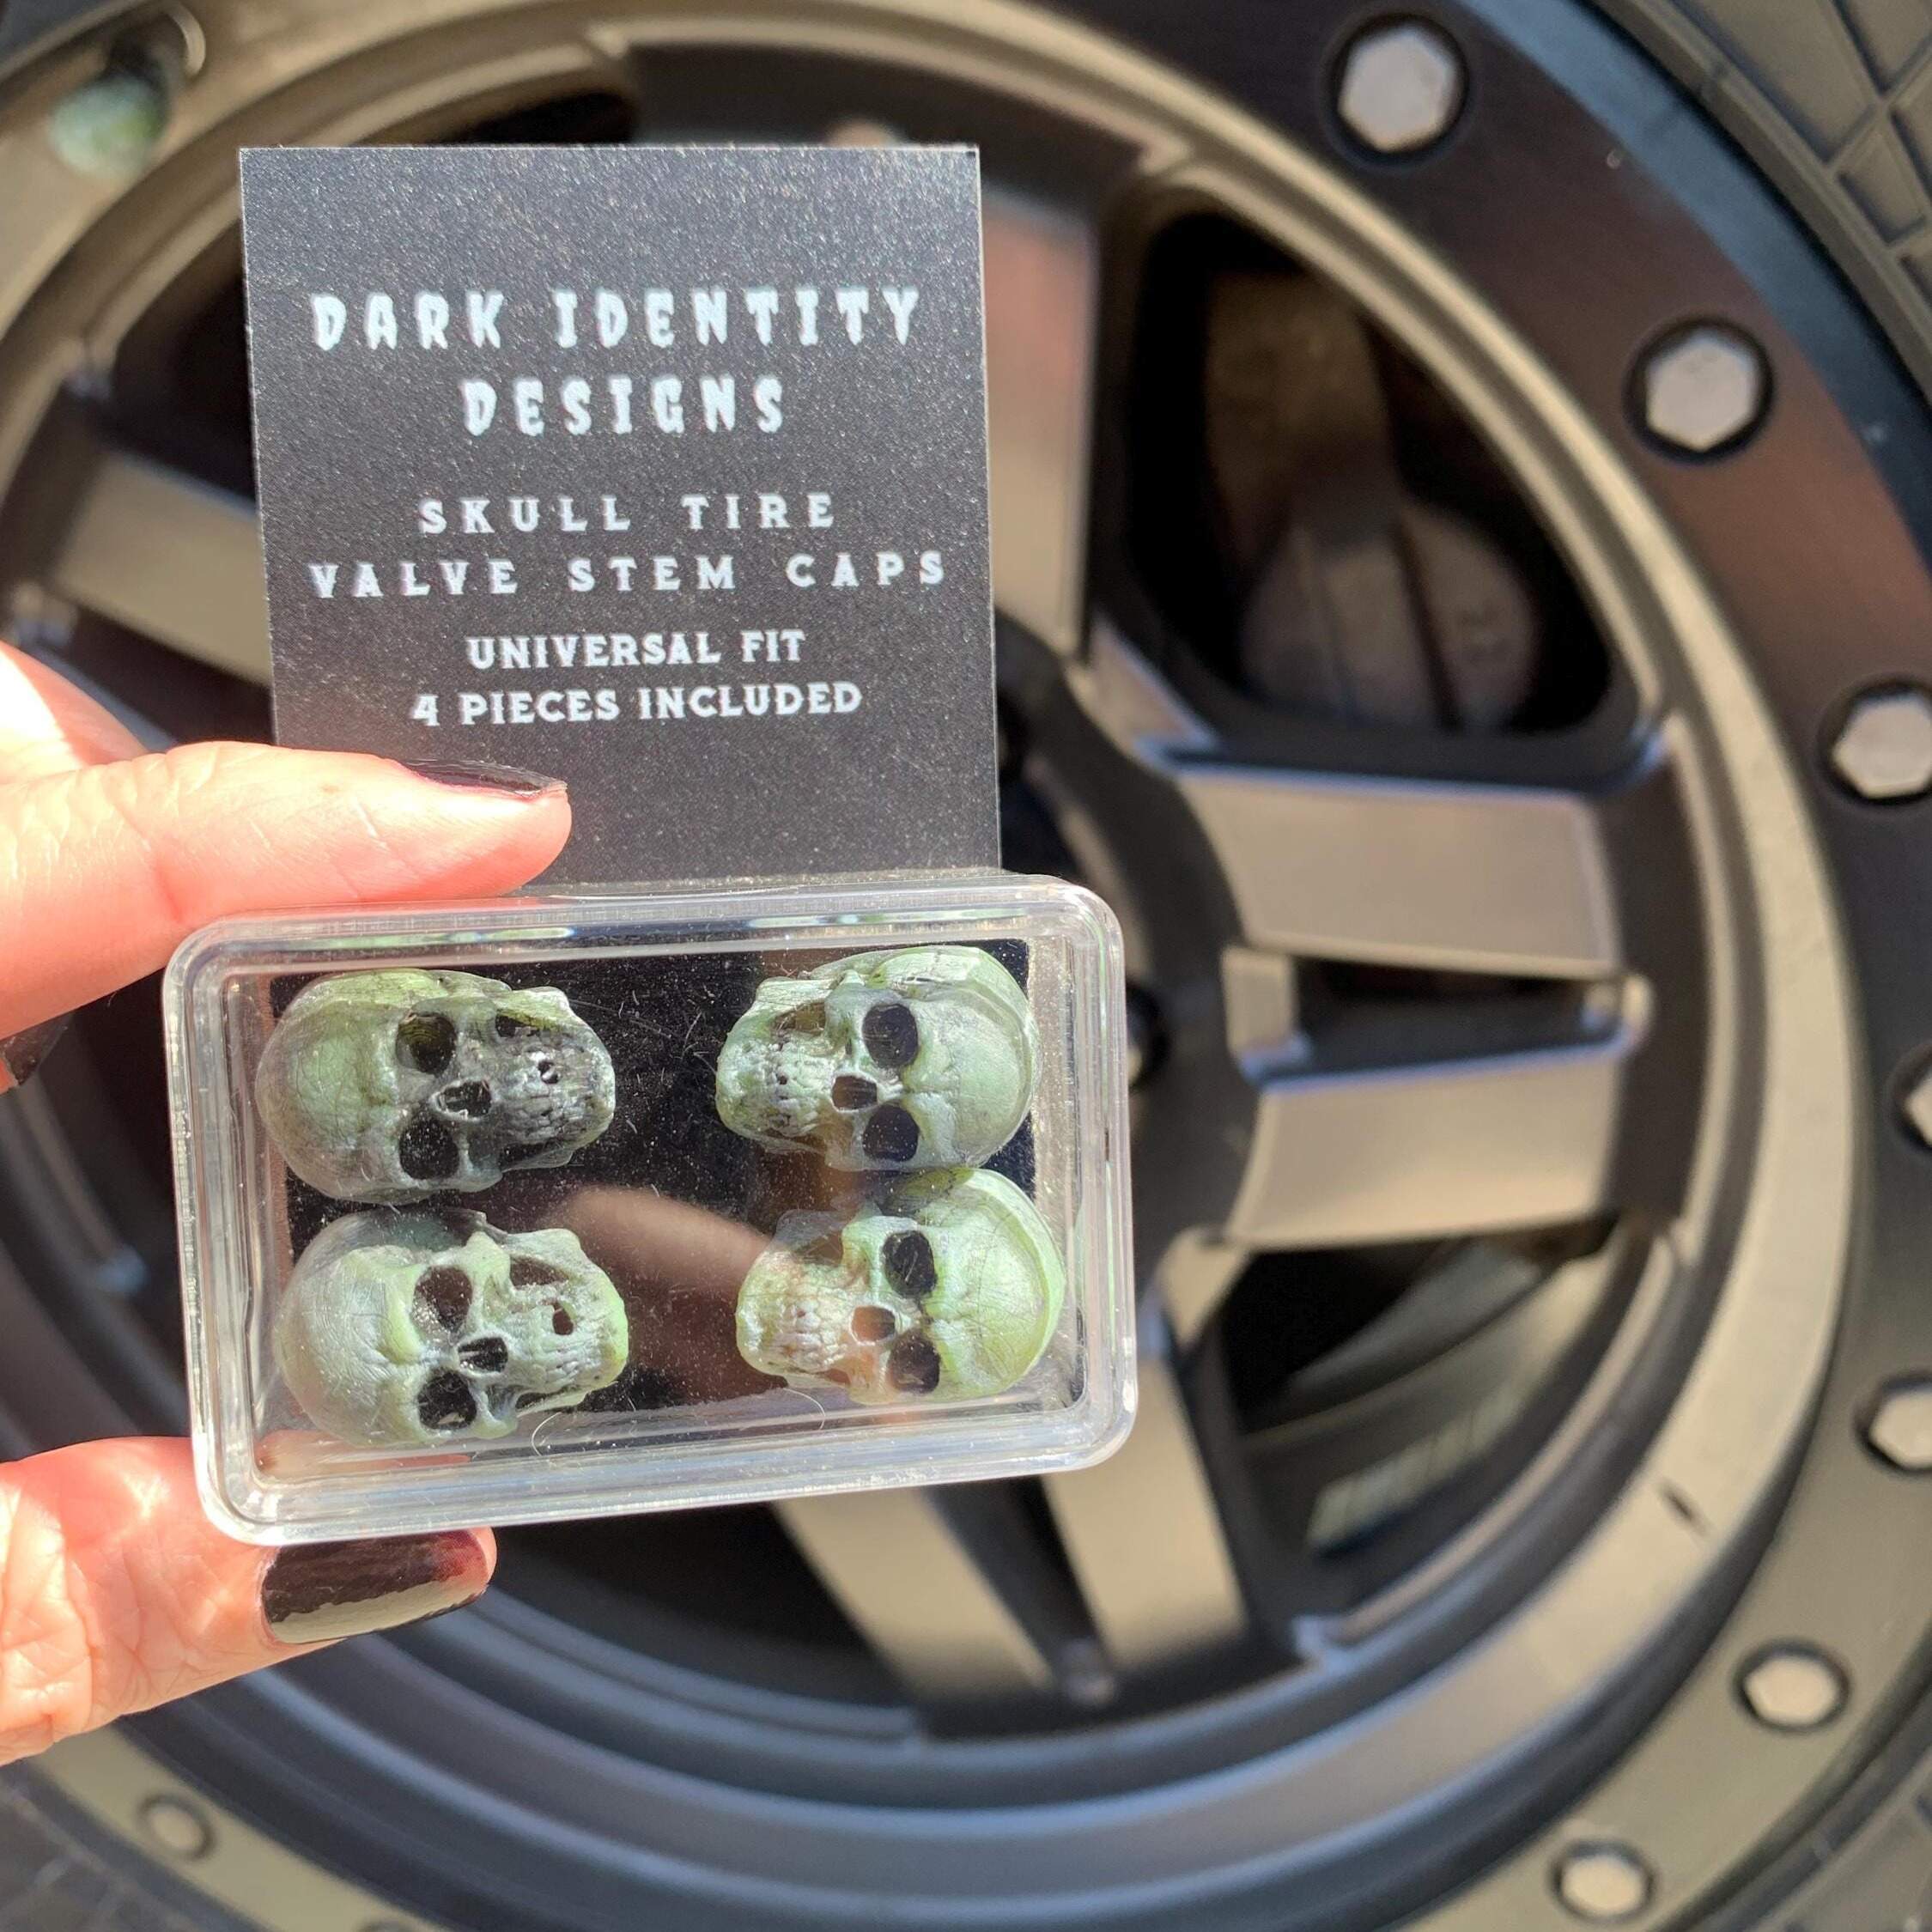 DARK IDENTITY
DESIGNS
SKULL TIRE
VALVE STEM CAPS
UNIVERSAL FIT
4 PIECES INCLUDED